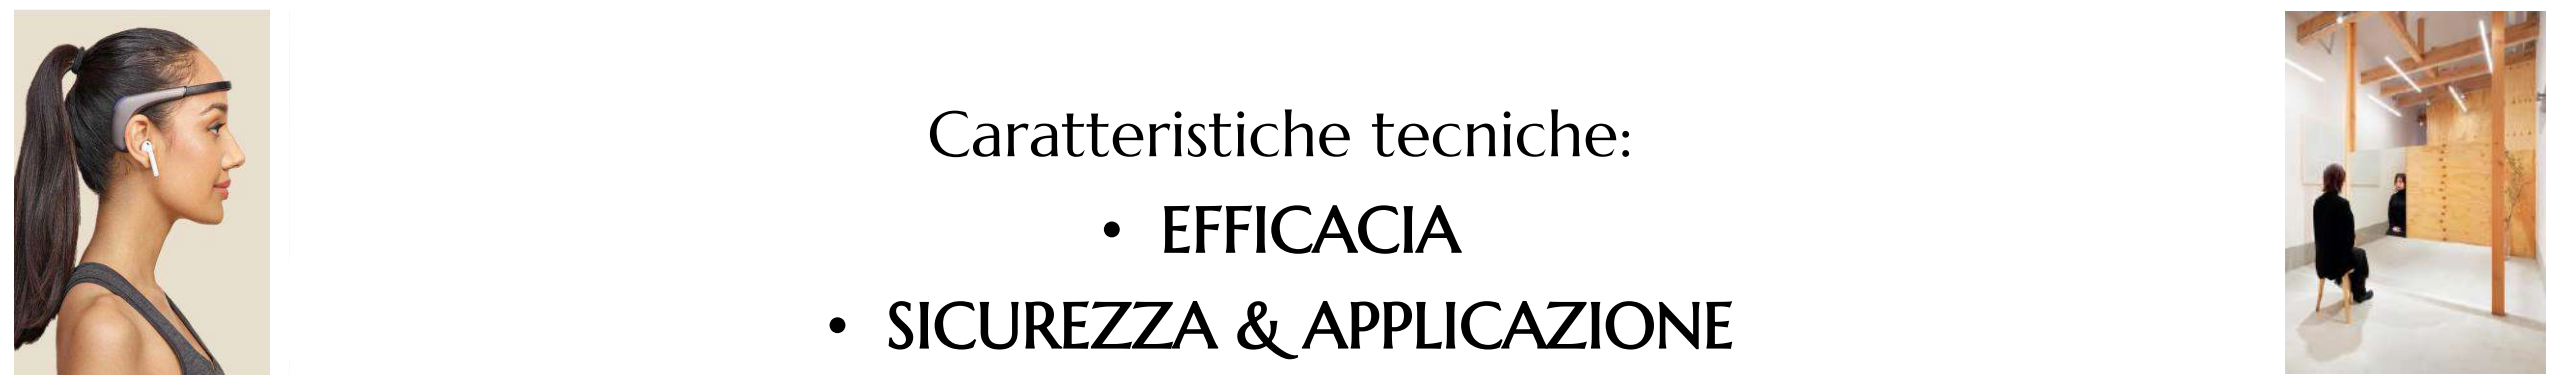 Caratteristiche tecniche:
• EFFICACIA
• SICUREZZA & APPLICAZIONE